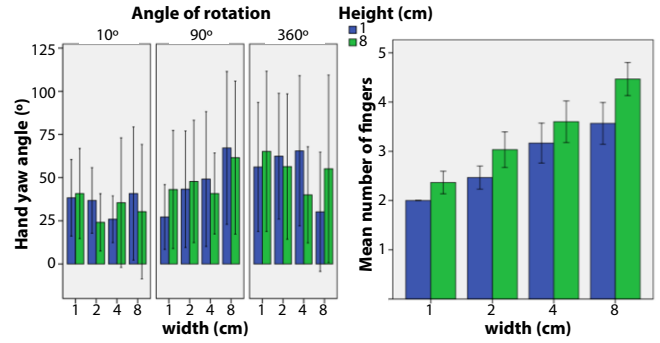 Angle of rotation
10º 90º 360º
Hand yaw angle (º)
125
100
75
50
25
0
1 2 4 8 1 2 4 8 1 2 4 8
width (cm)
Height (cm)
1
8
Mean number of fingers
5
4
3
2
1
1 2 4 8
width (cm)